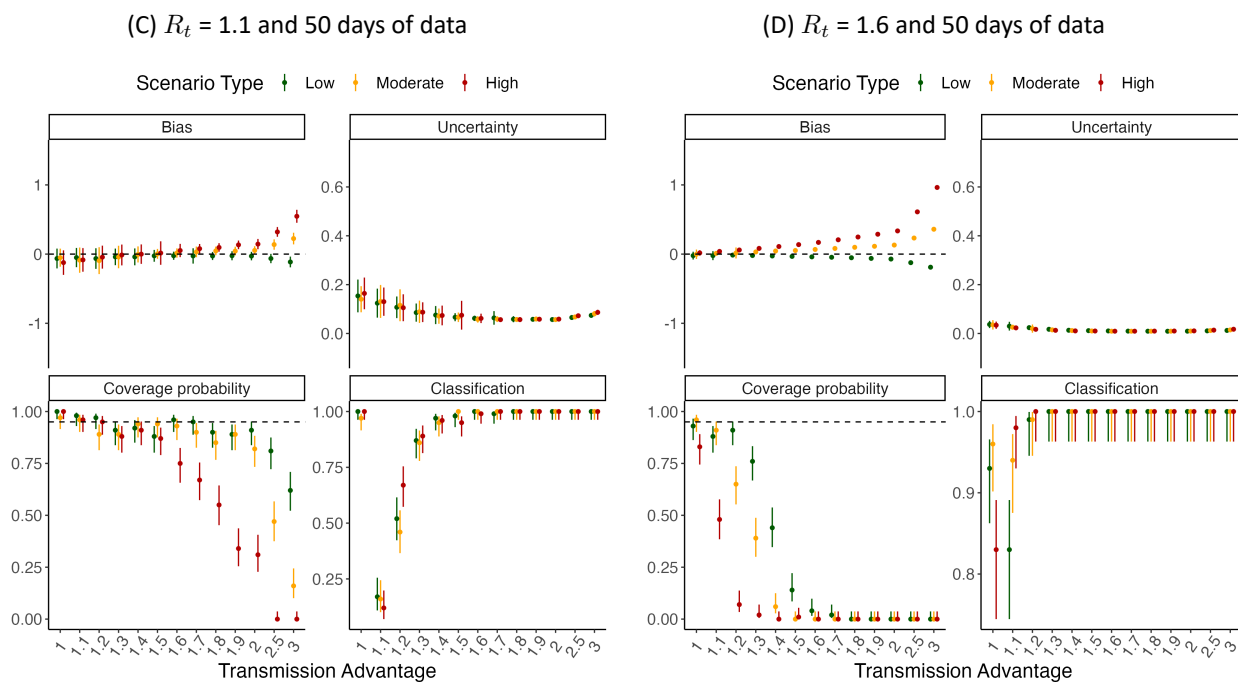 (C) R_t = 1.1 and 50 days of data
Scenario Type Low Moderate High
Bias
Uncertainty
1
0
-1
0.6
0.4
0.2
0.0
Coverage probability
Classification
1.00
0.75
0.50
0.25
0.00
1.00
0.75
0.50
0.25
1 1.1 1.2 1.3 1.4 1.5 1.6 1.7 1.8 1.9 2 2.5 3
1 1.1 1.2 1.3 1.4 1.5 1.6 1.7 1.8 1.9 2 2.5 3
Transmission Advantage
(D) R_t = 1.6 and 50 days of data
Scenario Type Low Moderate High
Bias
Uncertainty
1
0
-1
0.6
0.4
0.2
0.0
Coverage probability
Classification
1.00
0.75
0.50
0.25
0.00
1.0
0.9
0.8
1 1.1 1.2 1.3 1.4 1.5 1.6 1.7 1.8 1.9 2 2.5 3
1 1.1 1.2 1.3 1.4 1.5 1.6 1.7 1.8 1.9 2 2.5 3
Transmission Advantage